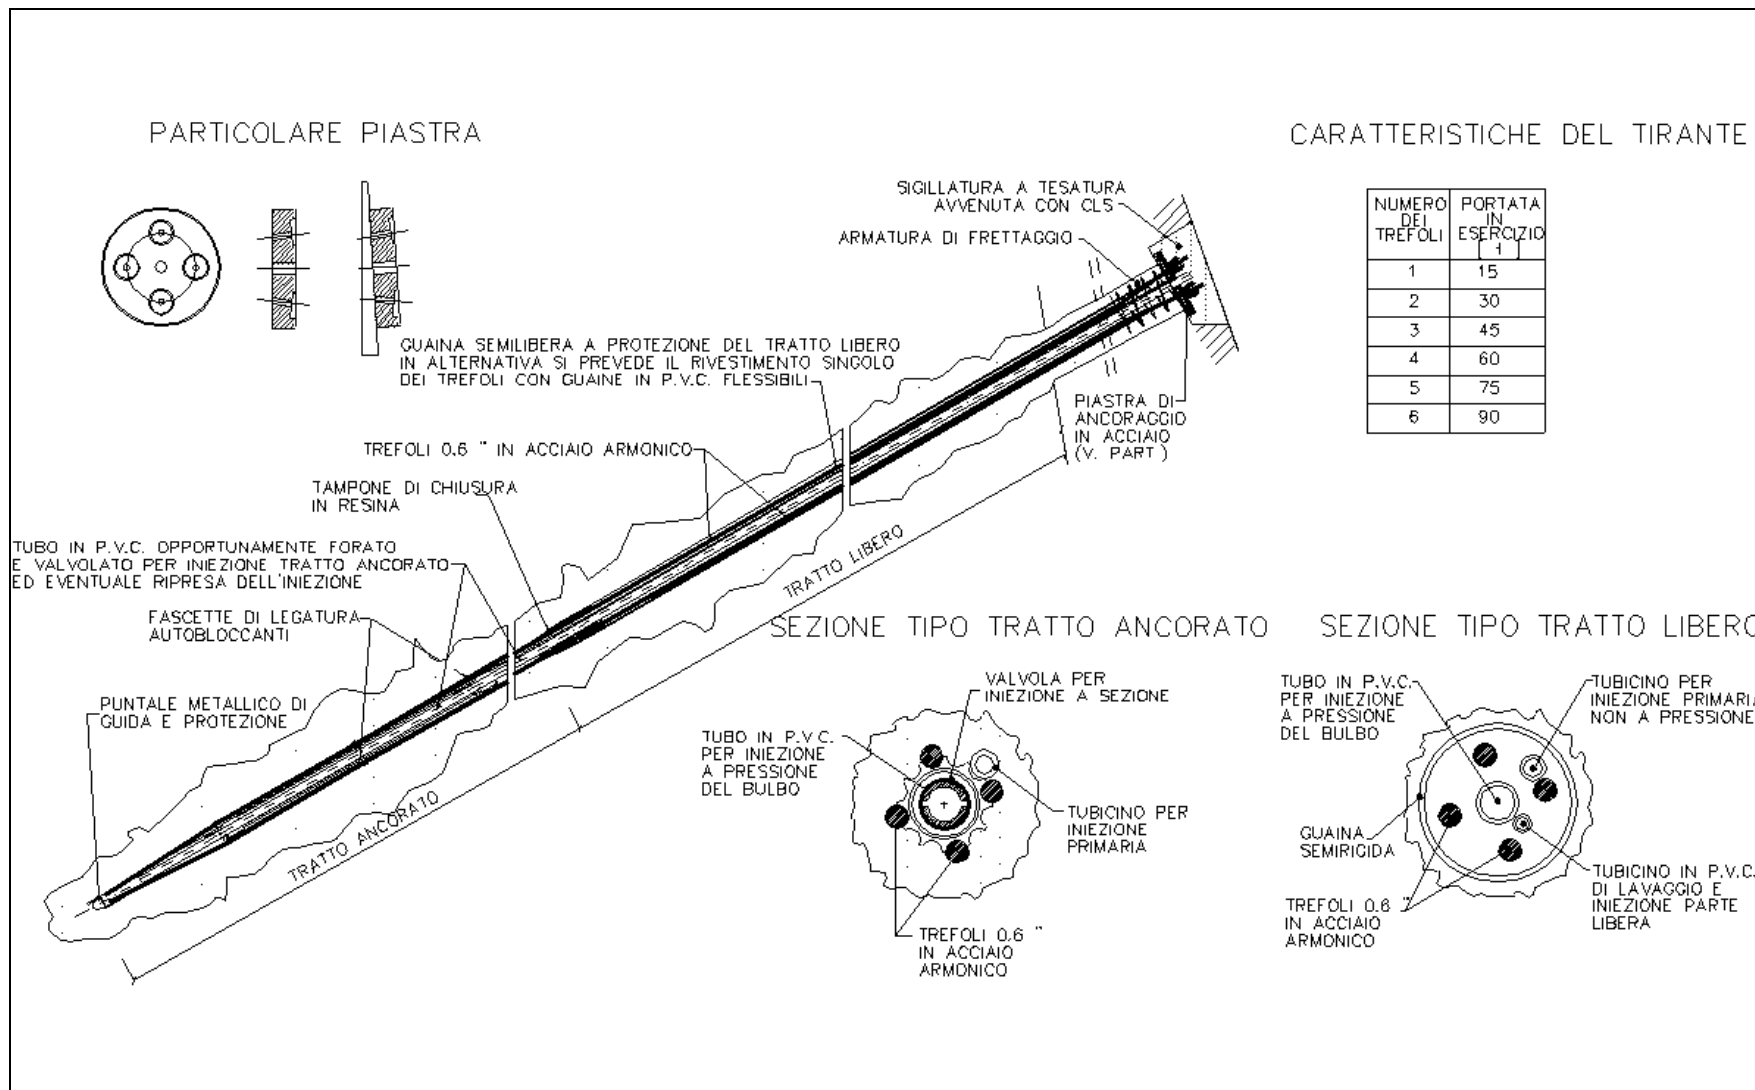 PARTICOLARE PIASTRA
CARATTERISTICHE DEL TIRANTE
NUMERO
DEI
TREFOLI
PORTATA
IN
ESERCIZIO
1 15
2 30
3 45
4 60
5 75
6 90
SIGILLATURA A TESATURA
AVVENUTA CON CLS
ARMATURA DI FRETTAGGIO
GUAINA SEMILIBERA A PROTEZIONE DEL TRATTO LIBERO
IN ALTERNATIVA SI PREVEDE IL RIVESTIMENTO SINGOLO
DEI TREFOLI CON GUAINE IN P.V.C. FLESSIBILI
PIASTRA DI
ANCORAGGIO
IN ACCIAIO
(V. PART )
TREFOLI 0.6 " IN ACCIAIO ARMONICO
TAMPONE DI CHIUSURA
IN RESINA
TUBO IN P.V.C. OPPORTUNAMENTE FORATO
E VALVOLATO PER INIEZIONE TRATTO ANCORATO
ED EVENTUALE RIPRESA DELL'INIEZIONE
FASCETTE DI LEGATURA
AUTOBLOCCANTI
PUNTALE METALLICO DI
GUIDA E PROTEZIONE
TRATTO LIBERO
TRATTO ANCORATO
SEZIONE TIPO TRATTO ANCORATO
VALVOLA PER
INIEZIONE A SEZIONE
TUBO IN P.V.C.
PER INIEZIONE
A PRESSIONE
DEL BULBO
TUBICINO PER
INIEZIONE
PRIMARIA
TREFOLI 0.6 "
IN ACCIAIO
ARMONICO
SEZIONE TIPO TRATTO LIBERO
TUBO IN P.V.C.
PER INIEZIONE
A PRESSIONE
DEL BULBO
TUBICINO PER
INIEZIONE PRIMARIA
NON A PRESSIONE
GUAINA
SEMIRIGIDA
TREFOLI 0.6 "
IN ACCIAIO
ARMONICO
TUBICINO IN P.V.C.
DI LAVAGGIO E
INIEZIONE PARTE
LIBERA